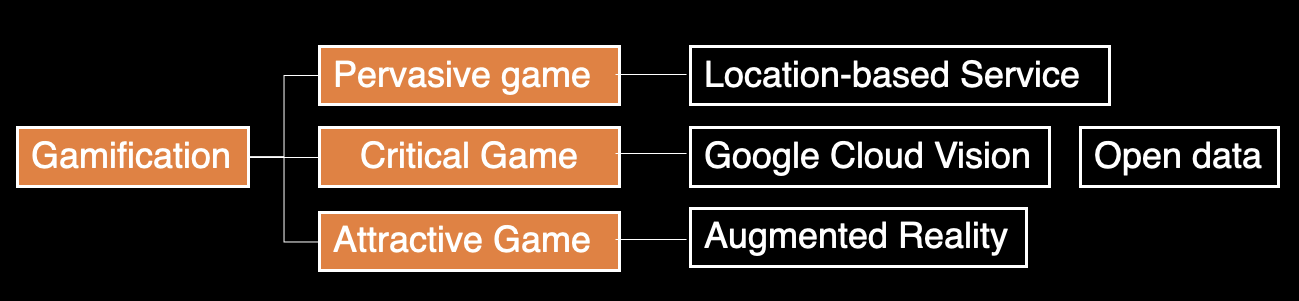 Gamification
Pervasive game
Location-based Service
Critical Game
Google Cloud Vision
Open data
Attractive Game
Augmented Reality